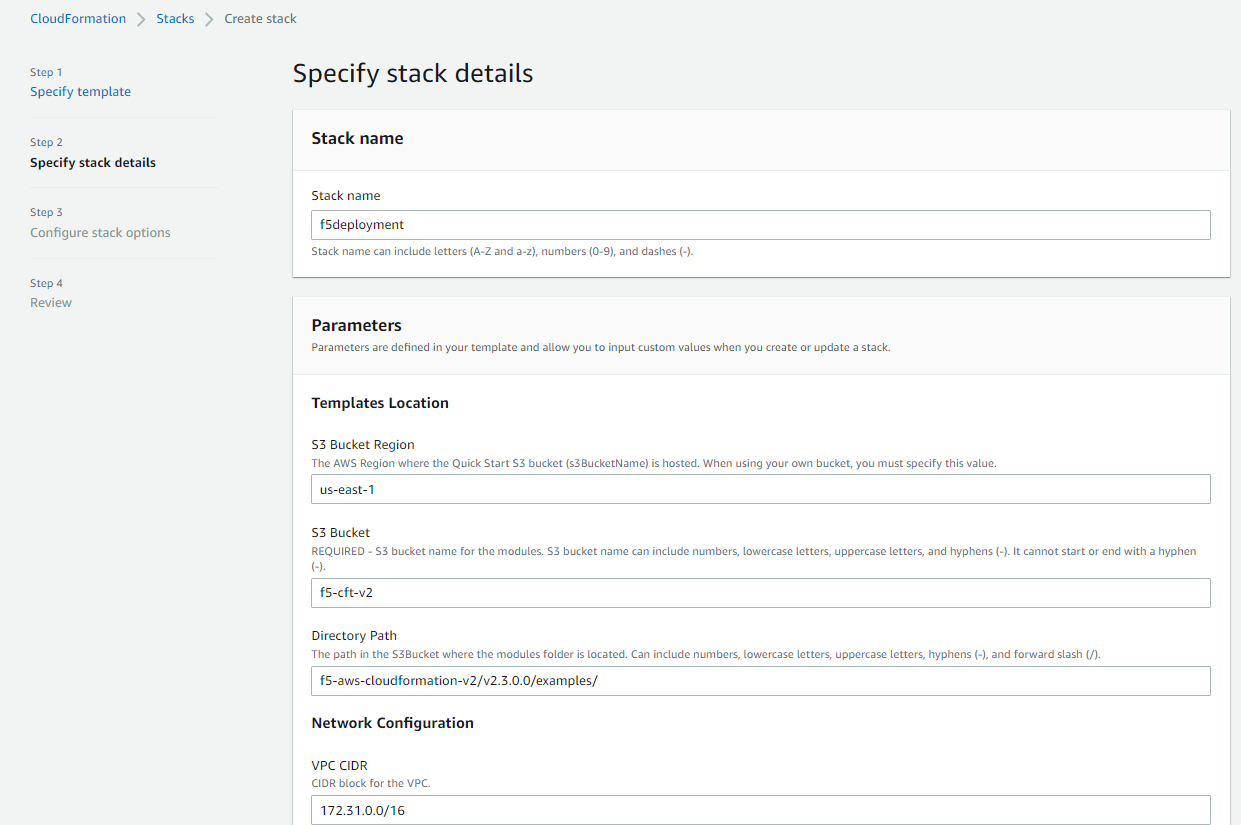 CloudFormation > Stacks > Create stack
Step 1
Specify template
Step 2
Specify stack details
Step 3
Configure stack options
Step 4
Review
Specify stack details
Stack name
Stack name
f5deployment
Stack name can include letters (A-Z and a-z), numbers (0-9), and dashes (-).
Parameters
Parameters are defined in your template and allow you to input custom values when you create or update a stack.
Templates Location
S3 Bucket Region
The AWS Region where the Quick Start S3 bucket (s3BucketName) is hosted. When using your own bucket, you must specify this value.
us-east-1
S3 Bucket
REQUIRED - S3 bucket name for the modules. S3 bucket name can include numbers, lowercase letters, uppercase letters, and hyphens (-). It cannot start or end with a hyphen
(-).
f5-cft-v2
Directory Path
The path in the S3Bucket where the modules folder is located. Can include numbers, lowercase letters, uppercase letters, hyphens (-), and forward slash (/).
f5-aws-cloudformation-v2/v2.3.0.0/examples/
Network Configuration
VPC CIDR
CIDR block for the VPC.
172.31.0.0/16